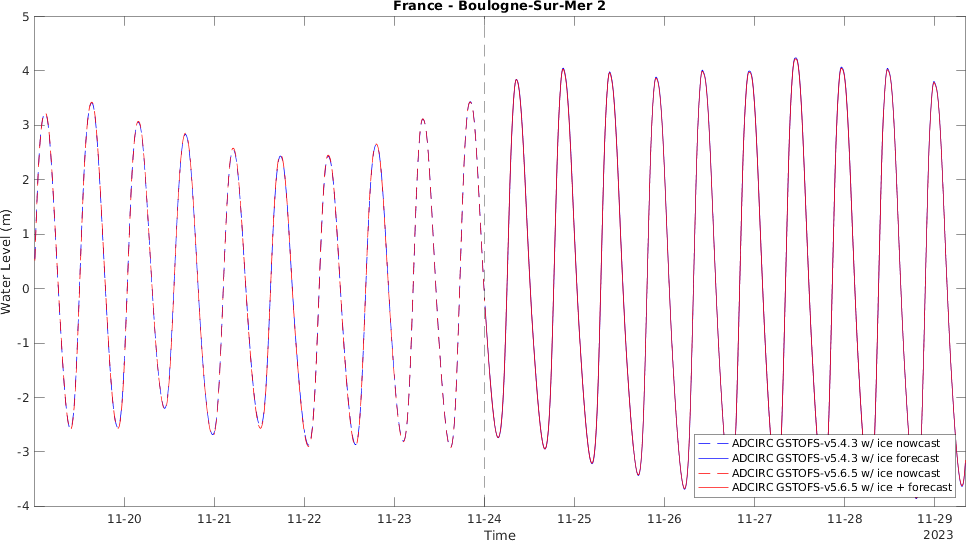 France - Boulogne-Sur-Mer 2
5
4
3
2
1
0
-1
-2
-3
-4
Water Level (m)
ADCIRC GSTOFS-v5.4.3 w/ ice nowcast
ADCIRC GSTOFS-v5.4.3 w/ ice forecast
ADCIRC GSTOFS-v5.6.5 w/ ice nowcast
ADCIRC GSTOFS-v5.6.5 w/ ice + forecast
11-20 11-21 11-22 11-23 11-24 11-25 11-26 11-27 11-28 11-29
Time 2023